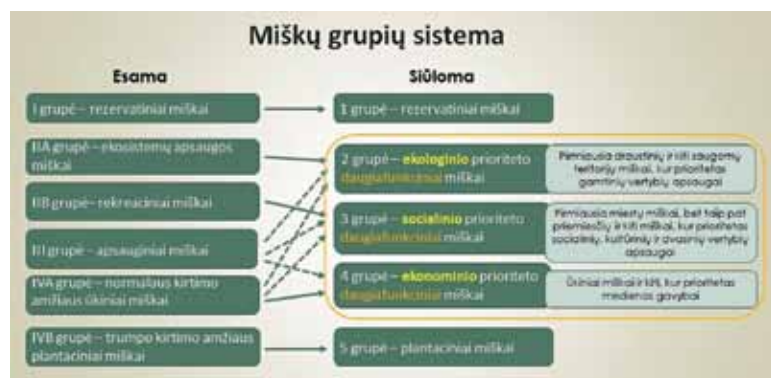 Miškų grupių sistema
Esama
Siūloma
I grupė – rezervatiniai miškai
1 grupė – rezervatiniai miškai
IIA grupė – ekosistemų apsaugos
miškai
2 grupė – ekologinio prioriteto
daugiafunkciniai miškai
Pirmiausia draustinių ir kiti saugomų
teritorijų miškai, kur prioritetas
gamtinių vertybių apsaugai
IIB grupė – rekreaciniai miškai
3 grupė – socialinio prioriteto
daugiafunkciniai miškai
Pirmiausia miestų miškai, bet taip pat
priemiesčių ir kiti miškai, kur prioritetas
socialinių, kultūrinių ir dvasinių vertybių
apsaugai
III grupė – apsauginiai miškai
IVA grupė – normalaus kirtimo
amžiaus ūkiniai miškai
4 grupė – ekonominio prioriteto
daugiafunkciniai miškai
Ūkiniai miškai ir kiti, kur prioritetas
medienos gavybai
IVB grupė – trumpo kirtimo amžiaus
plantaciniai miškai
5 grupė – plantaciniai miškai